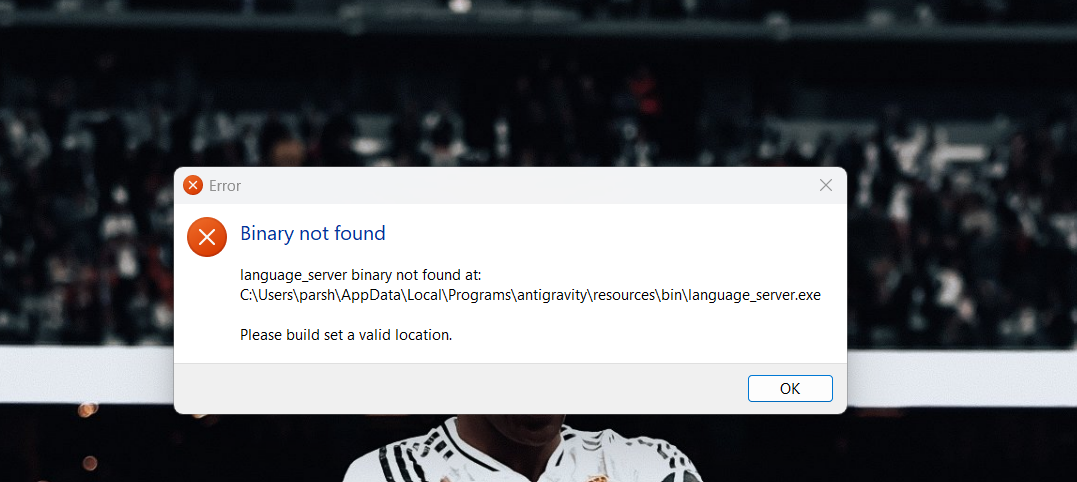 Error
Binary not found
language_server binary not found at:
C:\Users\parsh\AppData\Local\Programs\antigravity\resources\bin\language_server.exe
Please build set a valid location.
OK